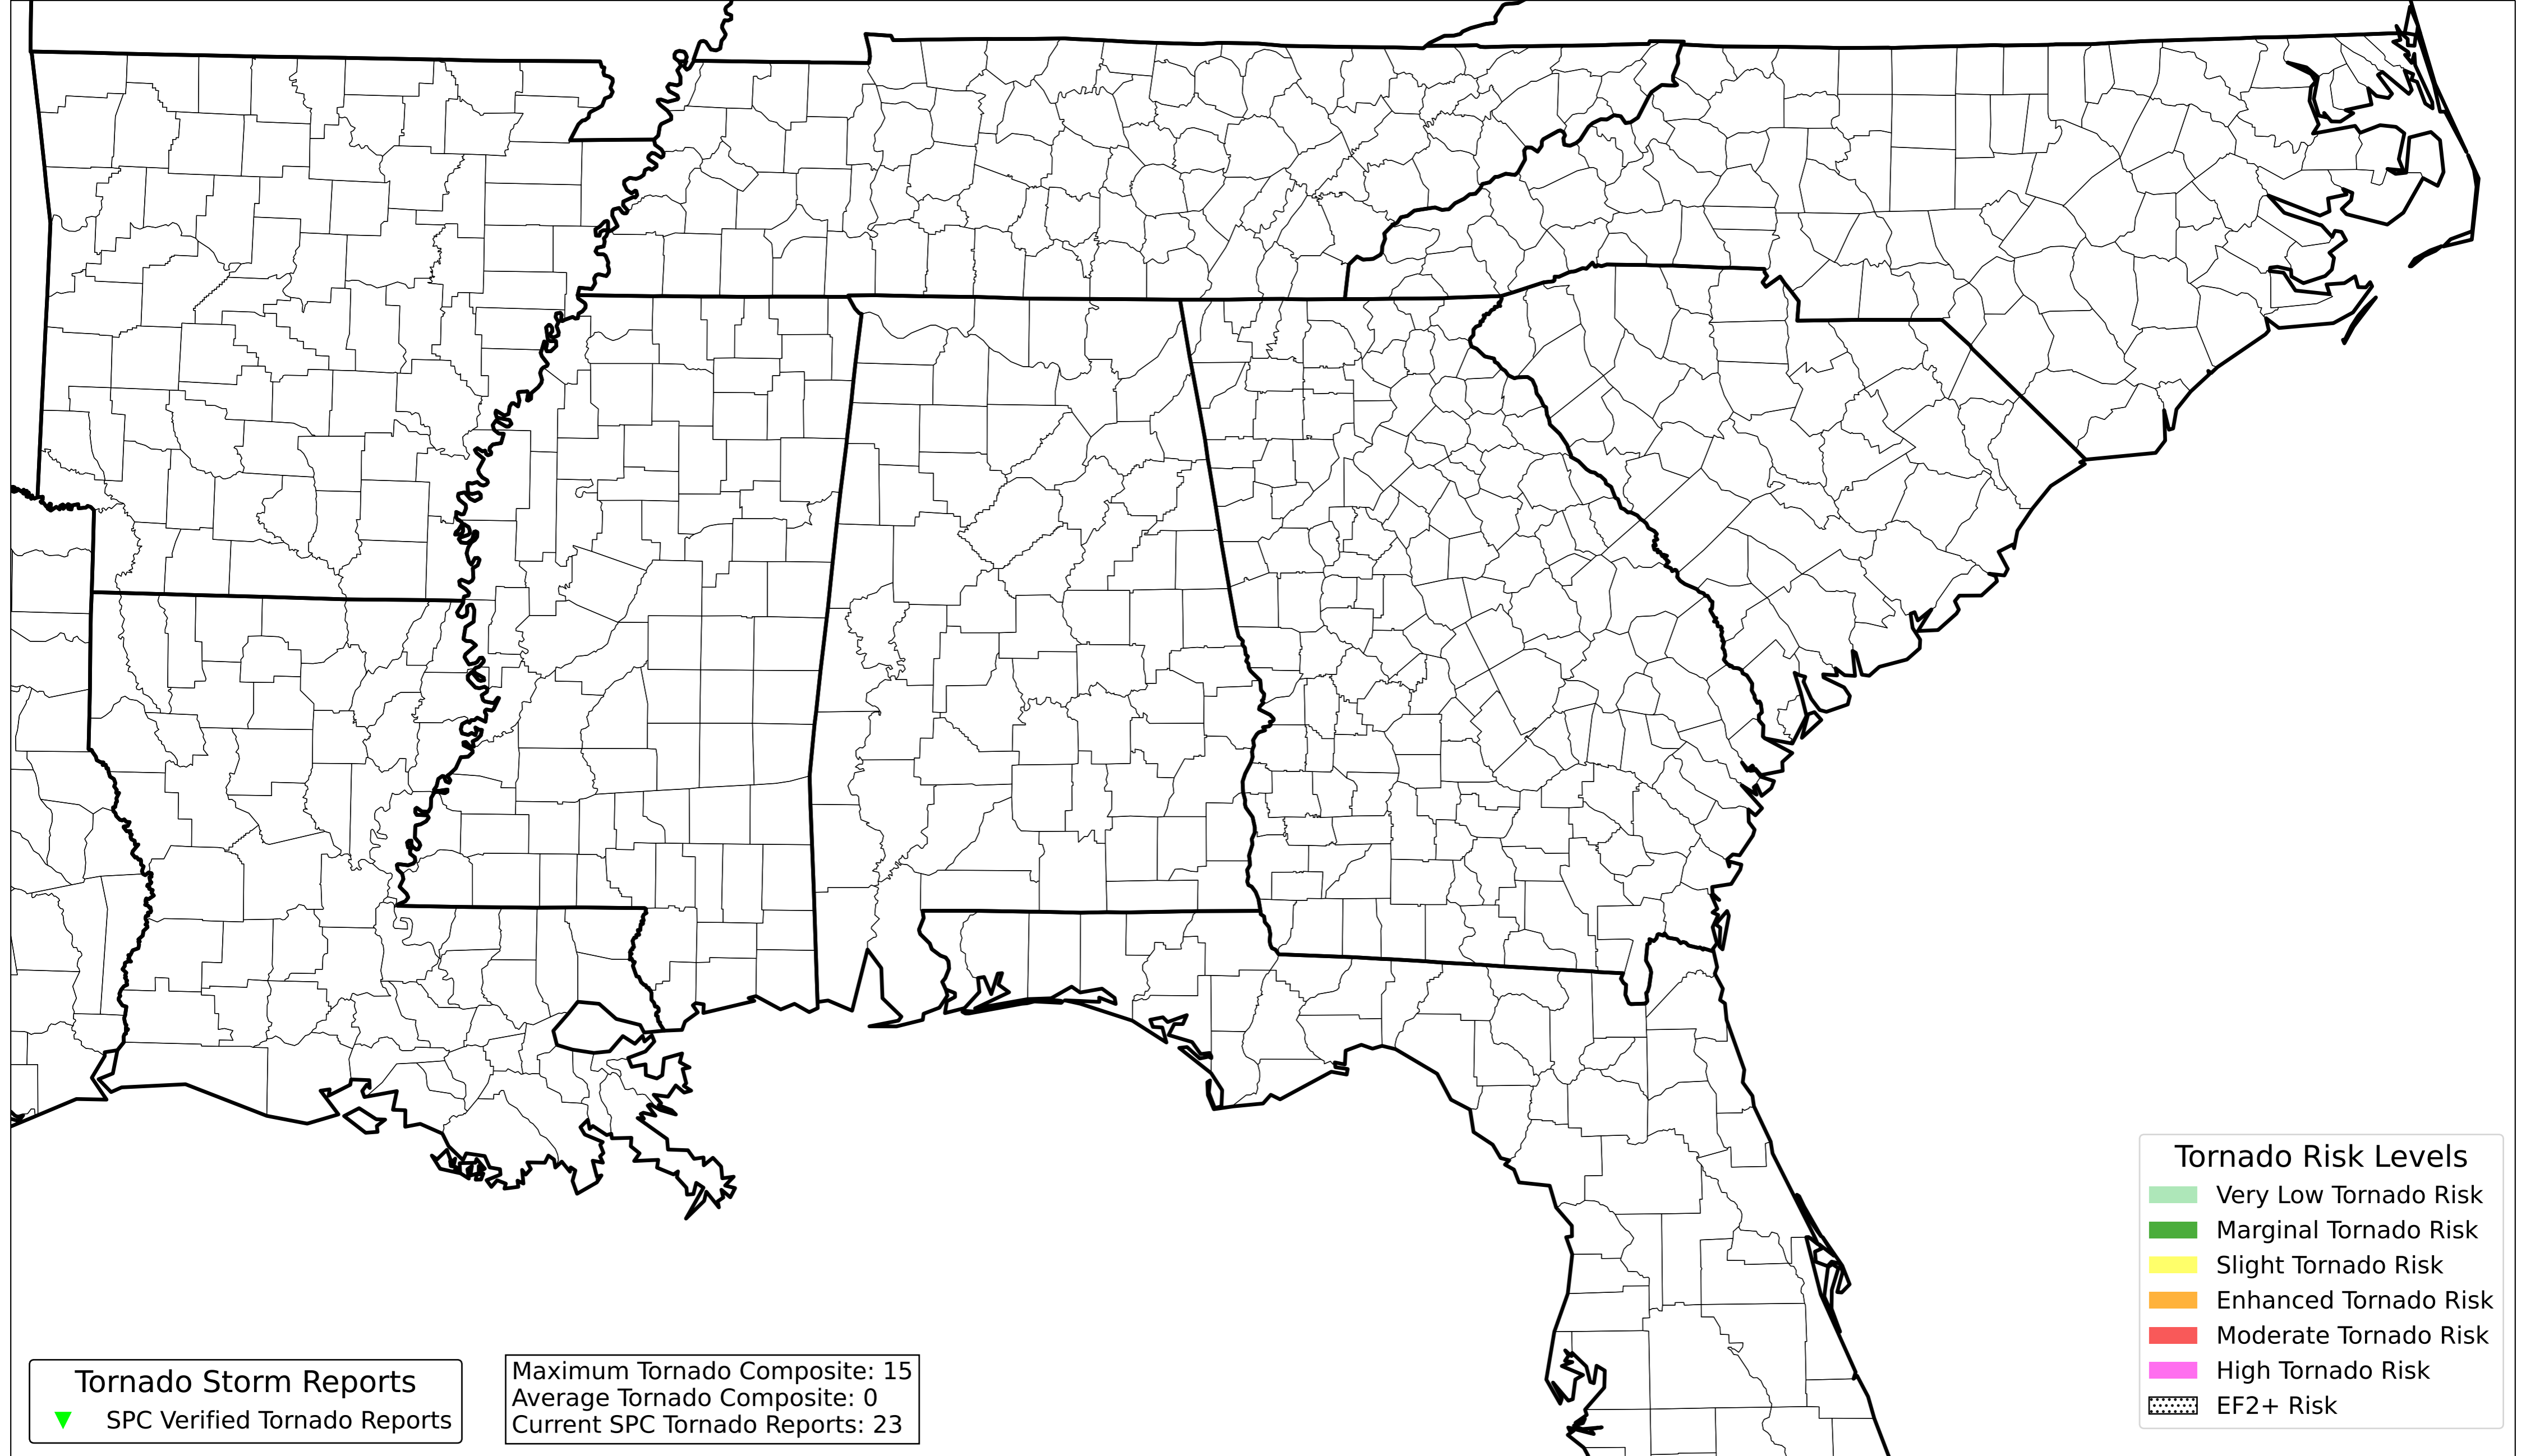 Tornado Risk Levels
Very Low Tornado Risk
Marginal Tornado Risk
Slight Tornado Risk
Enhanced Tornado Risk
Moderate Tornado Risk
High Tornado Risk
EF2+ Risk
Tornado Storm Reports
SPC Verified Tornado Reports
Maximum Tornado Composite: 15
Average Tornado Composite: 0
Current SPC Tornado Reports: 23